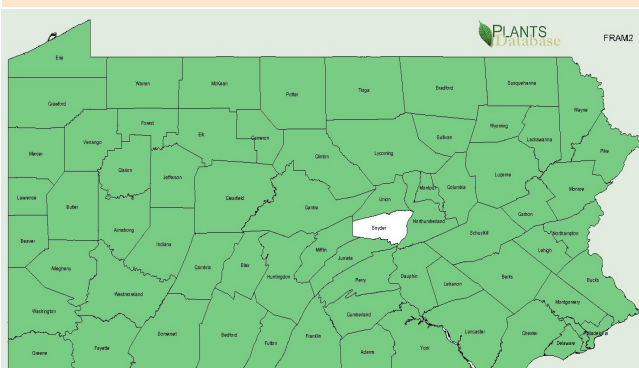 PLANTS
Database
FRAM2
Erie
Warren
McKean
Potter
Tioga
Bradford
Susquehanna
Wayne
Crawford
Forest
Elk
Cameron
Wyoming
Lackawanna
Pike
Mercer
Venango
Clarion
Jefferson
Clinton
Lycoming
Sullivan
Luzerne
Monroe
Lawrence
Butler
Clearfield
Centre
Union
Montour
Columbia
Northumberland
Carbon
Beaver
Armstrong
Indiana
Snyder
Schuylkill
Northampton
Allegheny
Cambria
Blair
Huntingdon
Mifflin
Juniata
Lehigh
Westmoreland
Perry
Dauphin
Lebanon
Berks
Bucks
Washington
Cumberland
Montgomery
Greene
Fayette
Somerset
Bedford
Fulton
Franklin
Adams
York
Lancaster
Chester
Delaware
Philadelphia